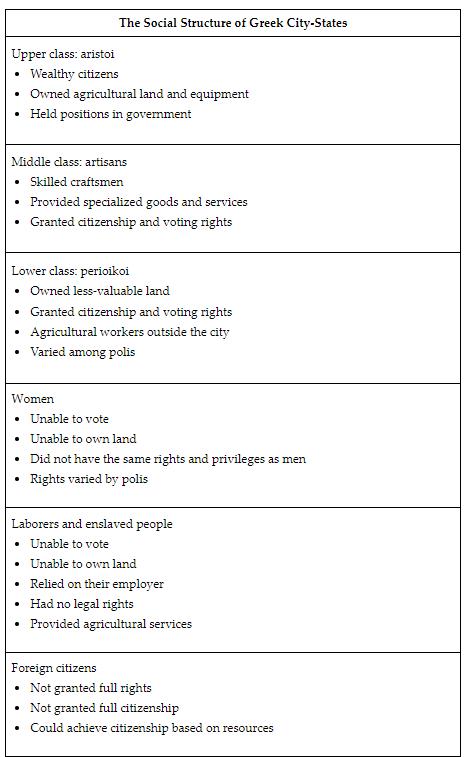 The Social Structure of Greek City-States
Upper class: aristoi
• Wealthy citizens
• Owned agricultural land and equipment
• Held positions in government
Middle class: artisans
• Skilled craftsmen
• Provided specialized goods and services
• Granted citizenship and voting rights
Lower class: perioikoi
• Owned less-valuable land
• Granted citizenship and voting rights
• Agricultural workers outside the city
• Varied among polis
Women
• Unable to vote
• Unable to own land
• Did not have the same rights and privileges as men
• Rights varied by polis
Laborers and enslaved people
• Unable to vote
• Unable to own land
• Relied on their employer
• Had no legal rights
• Provided agricultural services
Foreign citizens
• Not granted full rights
• Not granted full citizenship
• Could achieve citizenship based on resources